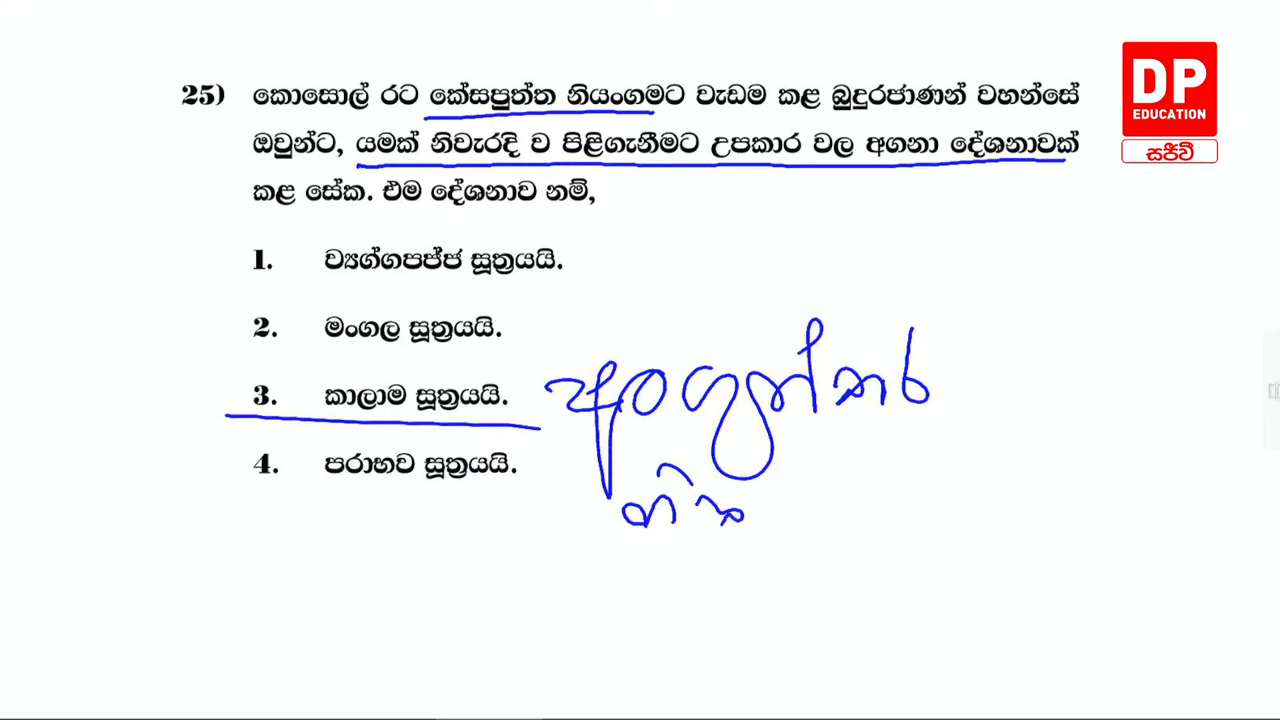 25) කොසොල් රට කේසපුත්ත නියංගමට වැඩම කළ බුදුරජාණන් වහන්සේ
ඔවුන්ට, යමක් නිවැරදි ව පිළිගැනීමට උපකාර වල අගනා දේශනාවක්
කළ සේක. එම දේශනාව නම්,
1. ව්‍යග්ගපජ්ජ සූත්‍රයයි.
2. මංගල සූත්‍රයයි.
3. කාලාම සූත්‍රයයි.
4. පරාභව සූත්‍රයයි.
DP
EDUCATION
සජීවී